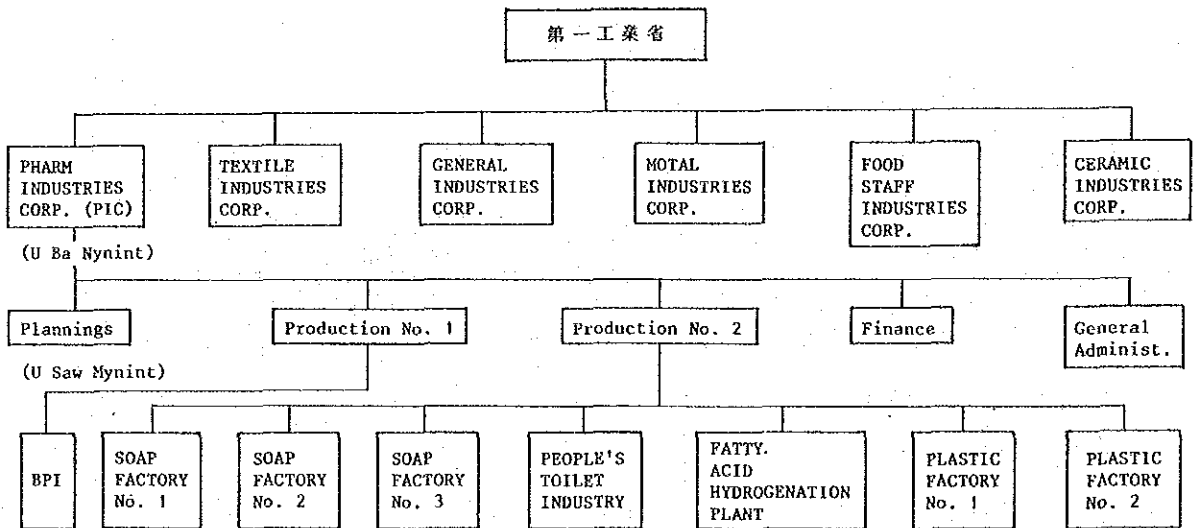 第一工業省
PHARM
INDUSTRIES
CORP. (PIC)
TEXTILE
INDUSTRIES
CORP.
GENERAL
INDUSTRIES
CORP.
MOTAL
INDUSTRIES
CORP.
FOOD
STAFF
INDUSTRIES
CORP.
CERAMIC
INDUSTRIES
CORP.
(U Ba Nynint)
Plannings
Production No. 1
Production No. 2
Finance
General
Administ.
(U Saw Mynint)
BPI
SOAP
FACTORY
No. 1
SOAP
FACTORY
No. 2
SOAP
FACTORY
No. 3
PEOPLE'S
TOILET
INDUSTRY
FATTY.
ACID
HYDROGENATION
PLANT
PLASTIC
FACTORY
No. 1
PLASTIC
FACTORY
No. 2